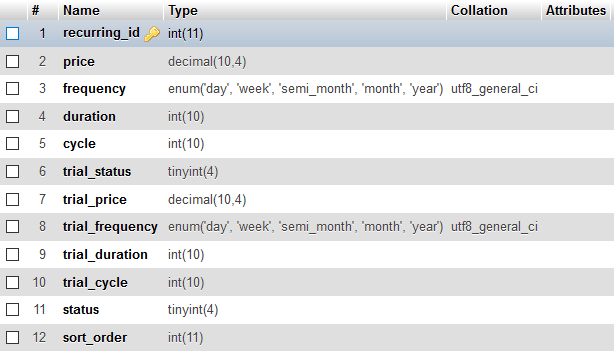 # Name Type Collation Attributes
1 recurring_id int(11)
2 price decimal(10,4)
3 frequency enum('day', 'week', 'semi_month', 'month', 'year') utf8_general_ci
4 duration int(10)
5 cycle int(10)
6 trial_status tinyint(4)
7 trial_price decimal(10,4)
8 trial_frequency enum('day', 'week', 'semi_month', 'month', 'year') utf8_general_ci
9 trial_duration int(10)
10 trial_cycle int(10)
11 status tinyint(4)
12 sort_order int(11)